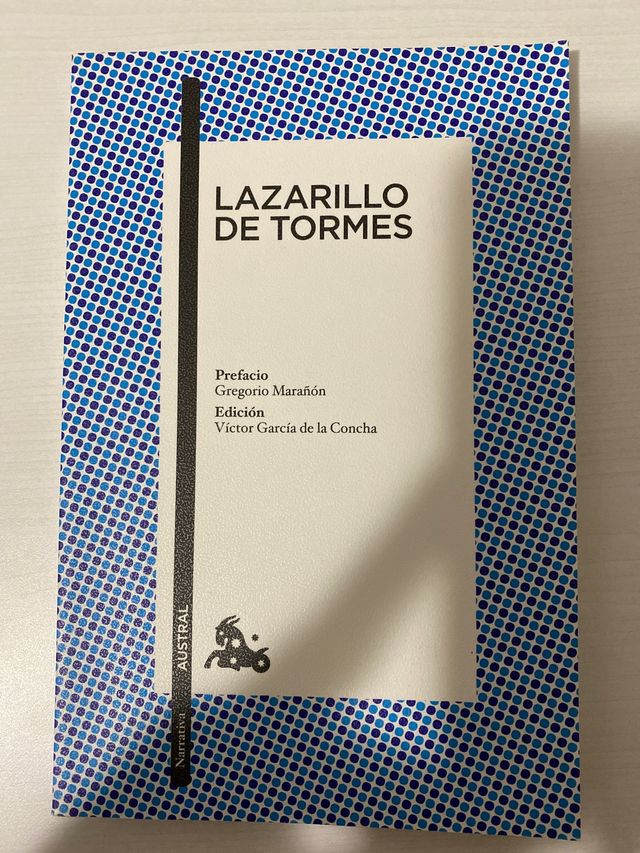 LAZARILLO
DE TORMES
Prefacio
Gregorio Marañón
Edición
Víctor García de la Concha
AUSTRAL
Narrativa